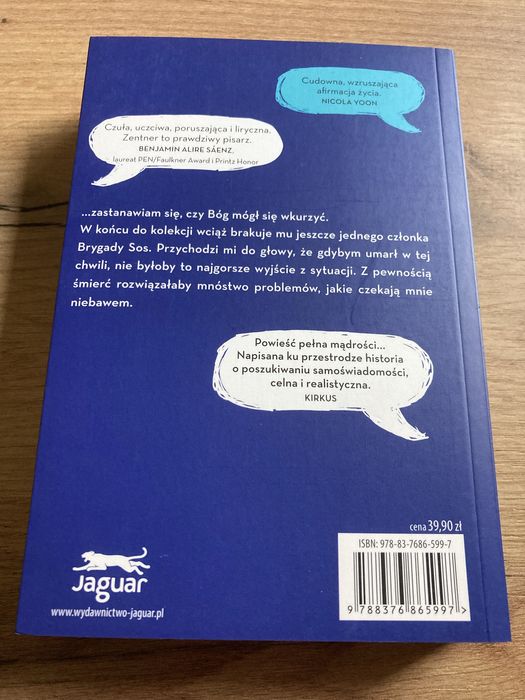 Cudowna, wzruszająca
afirmacja życia.
NICOLA YOON
Czuła, uczciwa, poruszająca i liryczna.
Zentner to prawdziwy pisarz.
BENJAMIN ALIRE SÁENZ,
laureat PEN/Faulkner Award i Printz Honor
...zastanawiam się, czy Bóg mógł się wkurzyć.
W końcu do kolekcji wciąż brakuje mu jeszcze jednego członka
Brygady Sos. Przychodzi mi do głowy, że gdybym umarł w tej
chwili, nie byłoby to najgorsze wyjście z sytuacji. Z pewnością
śmierć rozwiązałaby mnóstwo problemów, jakie czekają mnie
niebawem.
Powieść pełna mądrości...
Napisana ku przestrodze historia
o poszukiwaniu samoświadomości,
celna i realistyczna.
KIRKUS
cena 39,90 zł
ISBN: 978-83-7686-599-7
9 788376 865997 >
Jaguar
www.wydawnictwo-jaguar.pl